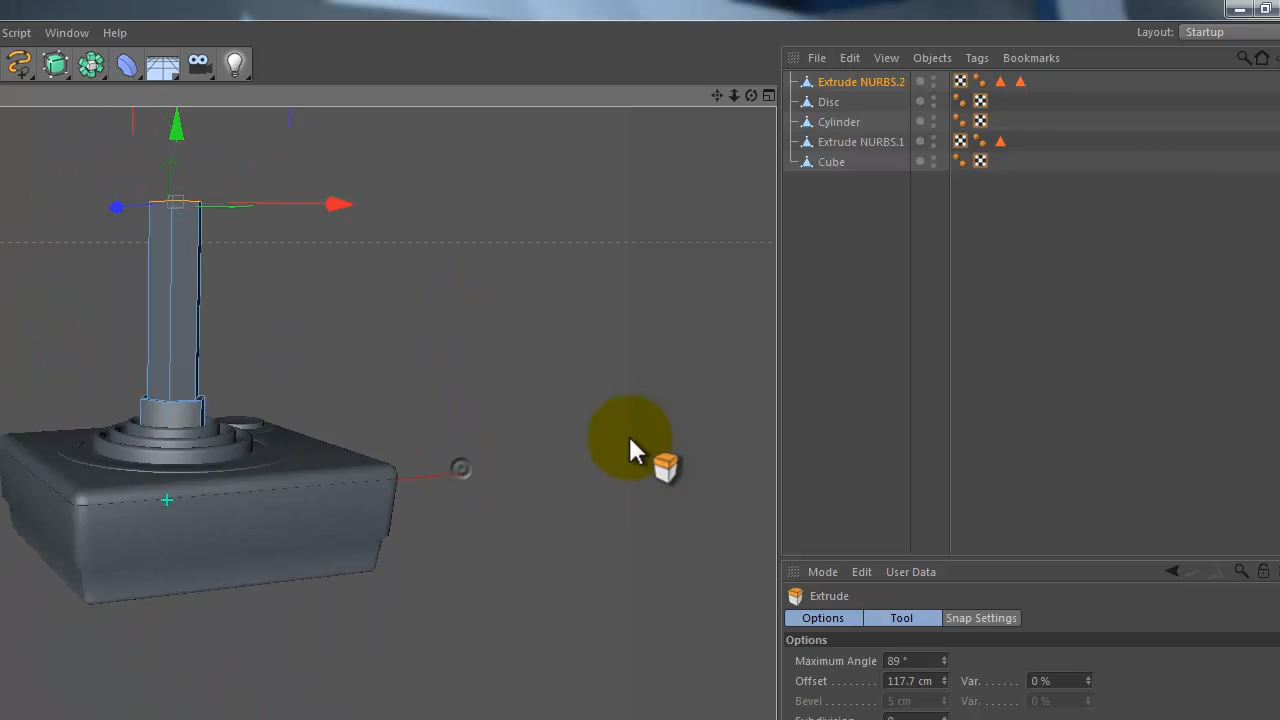 Script Window Help
Layout: Startup
File Edit View Objects Tags Bookmarks
Extrude NURBS.2
Disc
Cylinder
Extrude NURBS.1
Cube
Mode Edit User Data
Extrude
Options Tool Snap Settings
Options
Maximum Angle 89 °
Offset . . . . . . . . 117.7 cm Var. . . . . . . 0 %
Bevel . . . . . . . . . 5 cm Var. . . . . . . 0 %
Subdivision 0